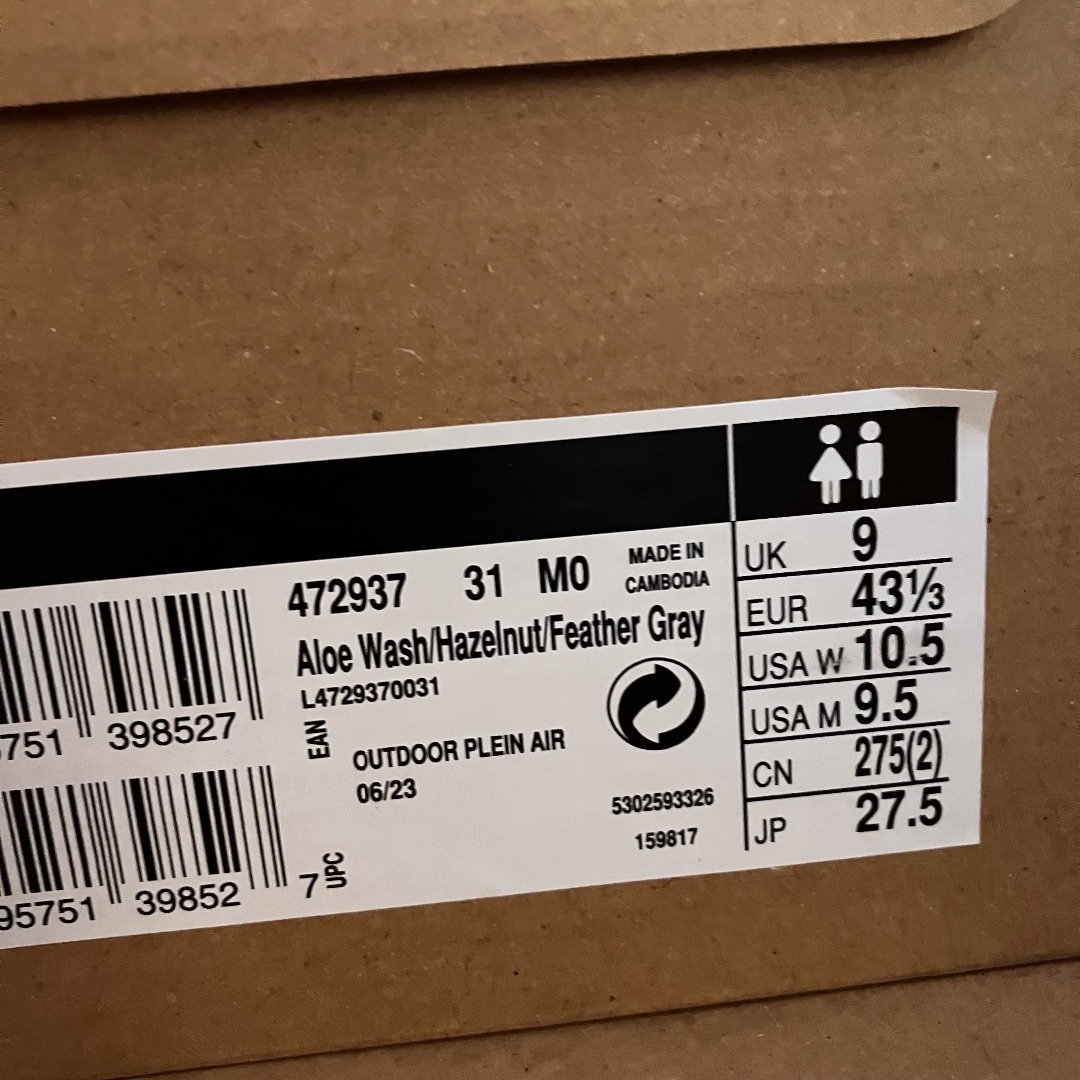 472937 31 M0
MADE IN
CAMBODIA
Aloe Wash/Hazelnut/Feather Gray
L4729370031
EAN
OUTDOOR PLEIN AIR
06/23
5302593326
159817
5751 398527
95751 39852 7
UPC
UK 9
EUR 43⅓
USA W 10.5
USA M 9.5
CN 275(2)
JP 27.5